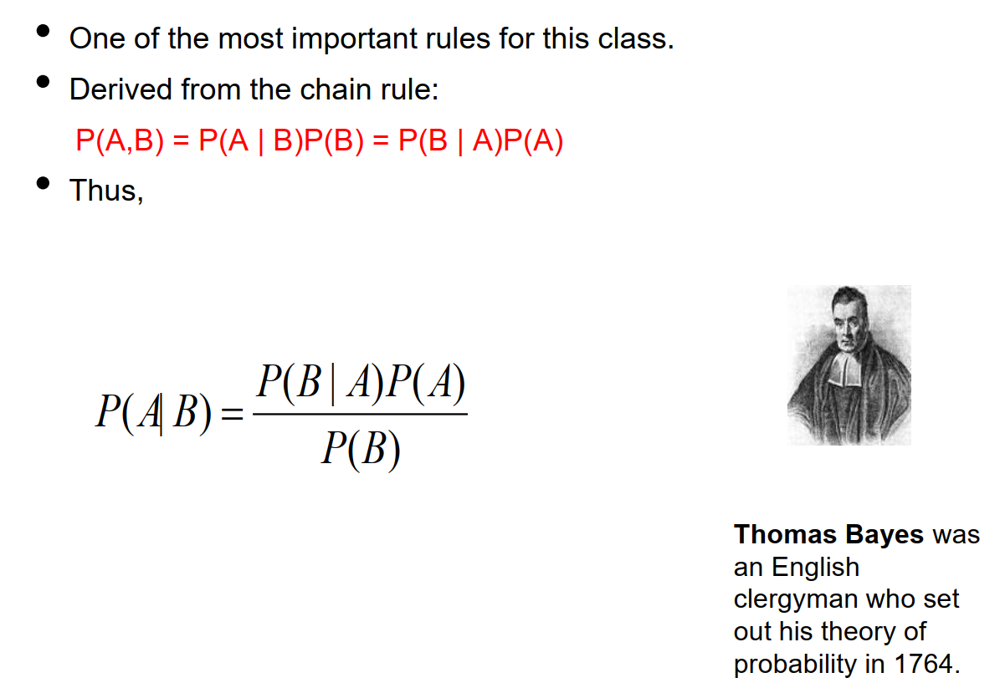 • One of the most important rules for this class.
• Derived from the chain rule:
P(A,B) = P(A | B)P(B) = P(B | A)P(A)
• Thus,
P(A| B) = P(B | A)P(A) / P(B)
Thomas Bayes was
an English
clergyman who set
out his theory of
probability in 1764.